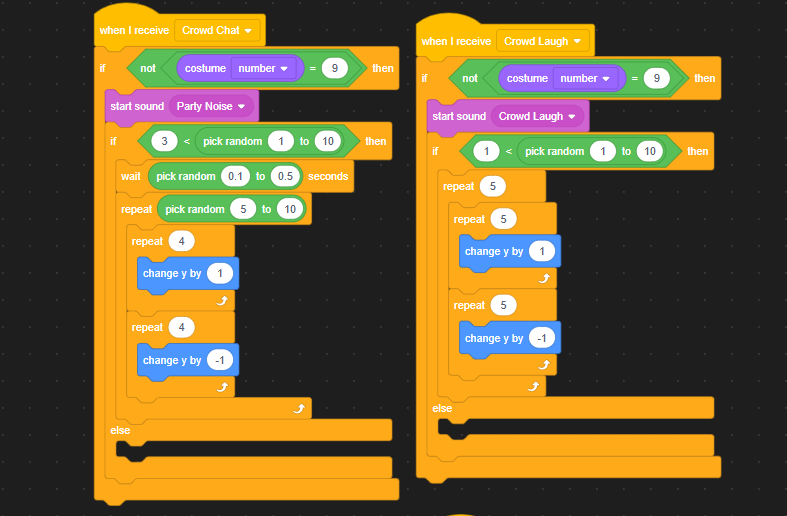 when I receive Crowd Chat
if not costume number = 9 then
start sound Party Noise
if 3 < pick random 1 to 10 then
wait pick random 0.1 to 0.5 seconds
repeat pick random 5 to 10
repeat 4
change y by 1
repeat 4
change y by -1
else
when I receive Crowd Laugh
if not costume number = 9 then
start sound Crowd Laugh
if 1 < pick random 1 to 10 then
repeat 5
repeat 5
change y by 1
repeat 5
change y by -1
else